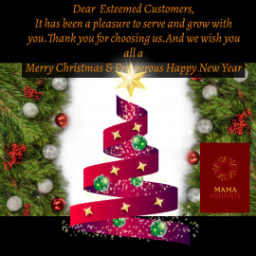 Dear Esteemed Customers,
It has been a pleasure to serve and grow with
you.Thank you for choosing us.And we wish you
all a
Merry Christmas & Prosperous Happy New Year
MAMA
ASHANTI